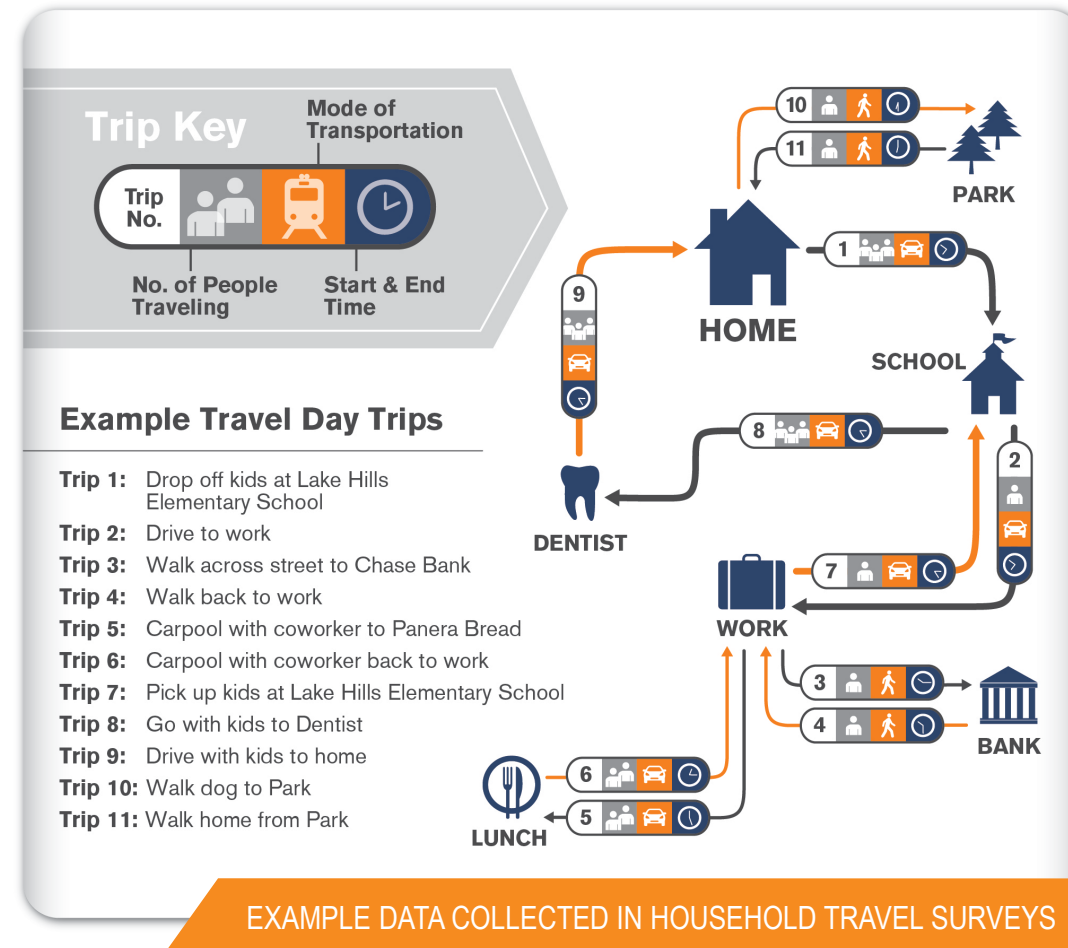 Trip Key
Mode of
Transportation
Trip
No.
No. of People
Traveling
Start & End
Time
Example Travel Day Trips
Trip 1: Drop off kids at Lake Hills
Elementary School
Trip 2: Drive to work
Trip 3: Walk across street to Chase Bank
Trip 4: Walk back to work
Trip 5: Carpool with coworker to Panera Bread
Trip 6: Carpool with coworker back to work
Trip 7: Pick up kids at Lake Hills Elementary School
Trip 8: Go with kids to Dentist
Trip 9: Drive with kids to home
Trip 10: Walk dog to Park
Trip 11: Walk home from Park
10
11
PARK
HOME
1
SCHOOL
9
8
2
DENTIST
7
WORK
3
4
BANK
6
5
LUNCH
EXAMPLE DATA COLLECTED IN HOUSEHOLD TRAVEL SURVEYS